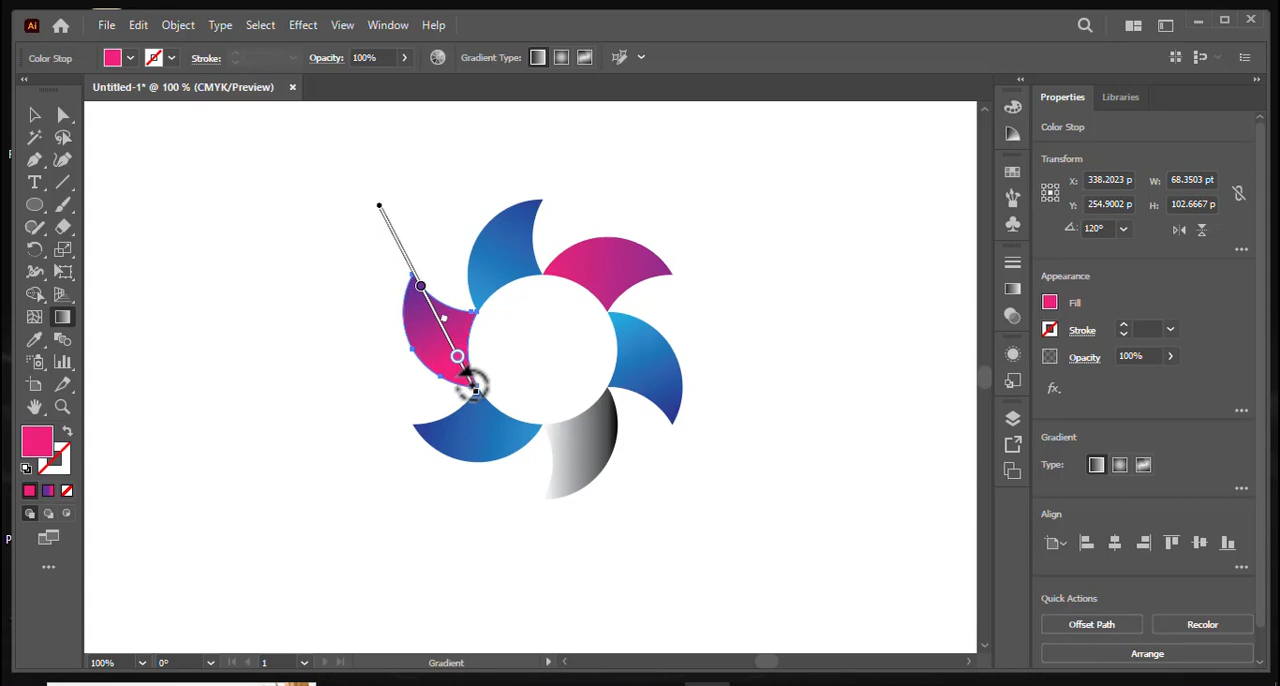 Ai File Edit Object Type Select Effect View Window Help
Color Stop Stroke: Opacity: 100% Gradient Type:
Untitled-1* @ 100 % (CMYK/Preview)
Properties Libraries
Color Stop
Transform
X: 338.2023 p W: 68.3503 pt
Y: 254.9002 p H: 102.6667 p
120°
Appearance
Fill
Stroke
Opacity 100%
fx.
Gradient
Type:
Align
Quick Actions
Offset Path Recolor
Arrange
100% 0° 1 Gradient